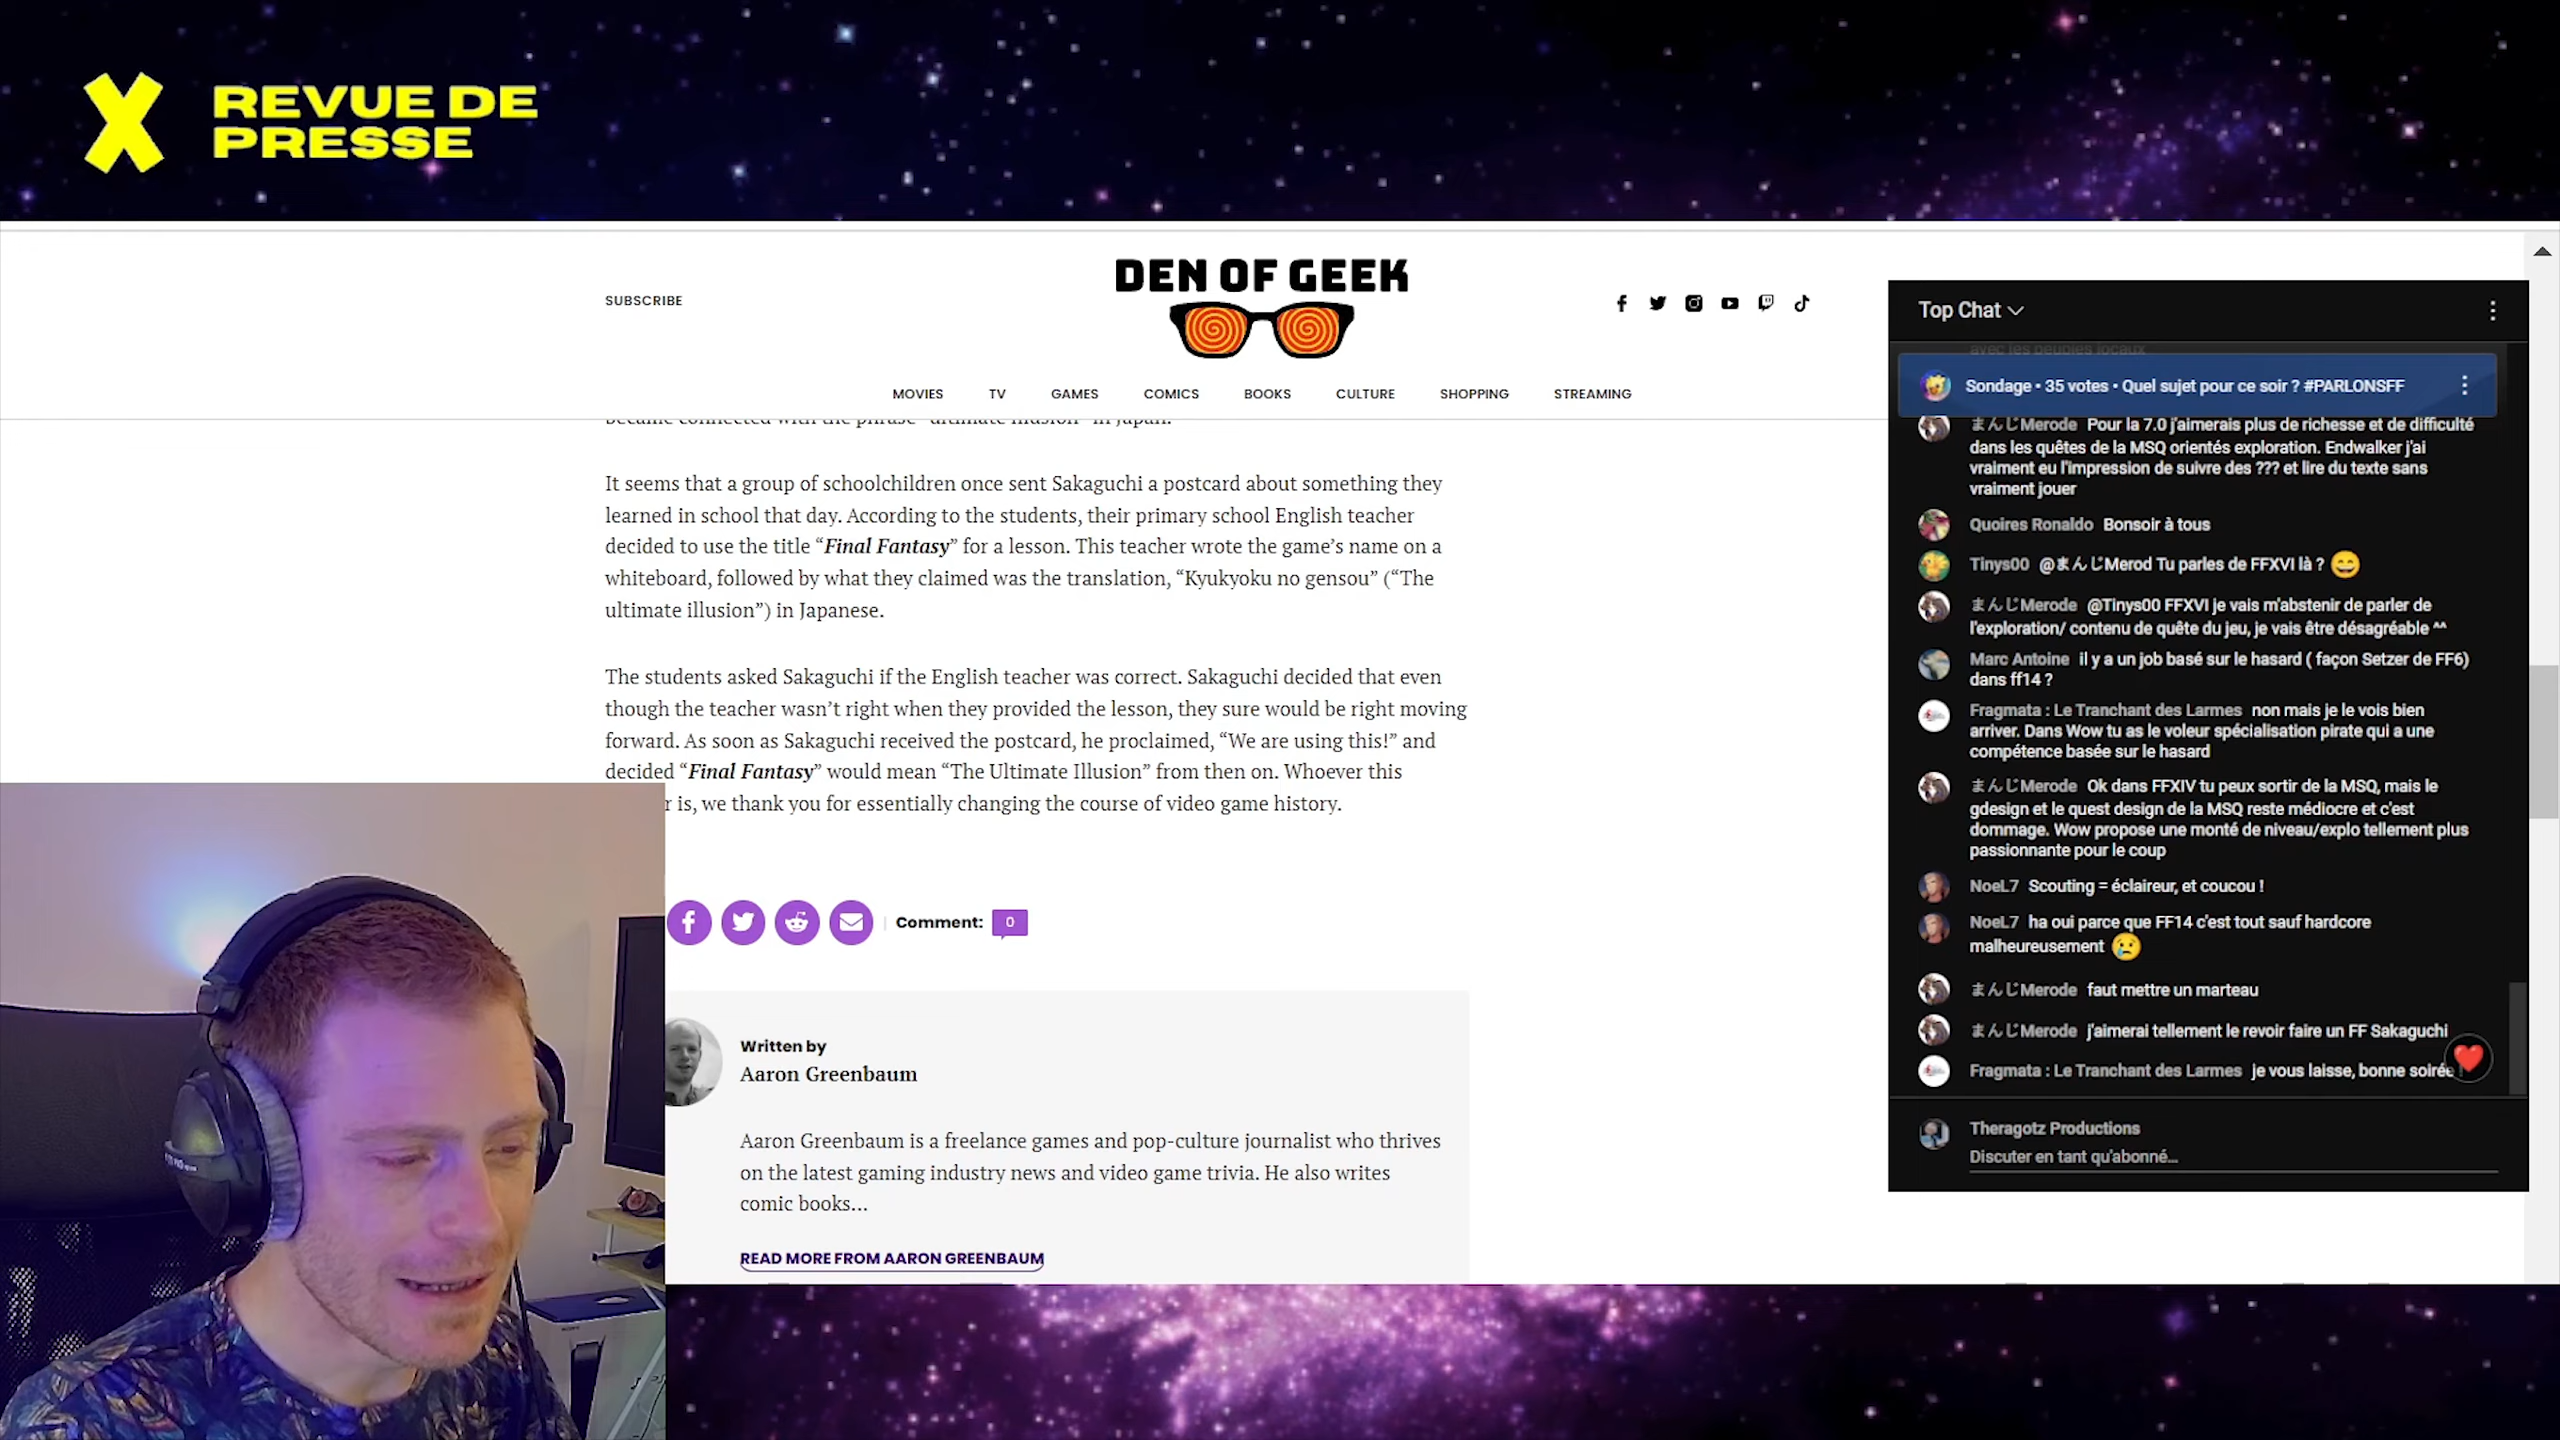 X REVUE DE
PRESSE
SUBSCRIBE
DEN OF GEEK
MOVIES TV GAMES COMICS BOOKS CULTURE SHOPPING STREAMING
became connected with the phrase “ultimate illusion” in Japan.
It seems that a group of schoolchildren once sent Sakaguchi a postcard about something they
learned in school that day. According to the students, their primary school English teacher
decided to use the title “Final Fantasy” for a lesson. This teacher wrote the game’s name on a
whiteboard, followed by what they claimed was the translation, “Kyukyoku no gensou” (“The
ultimate illusion”) in Japanese.
The students asked Sakaguchi if the English teacher was correct. Sakaguchi decided that even
though the teacher wasn’t right when they provided the lesson, they sure would be right moving
forward. As soon as Sakaguchi received the postcard, he proclaimed, “We are using this!” and
decided “Final Fantasy” would mean “The Ultimate Illusion” from then on. Whoever this
r is, we thank you for essentially changing the course of video game history.
Comment: 0
Written by
Aaron Greenbaum
Aaron Greenbaum is a freelance games and pop-culture journalist who thrives
on the latest gaming industry news and video game trivia. He also writes
comic books…
READ MORE FROM AARON GREENBAUM
Top Chat
avec les peuples locaux
Sondage • 35 votes • Quel sujet pour ce soir ? #PARLONSFF
まんじMerode Pour la 7.0 j'aimerais plus de richesse et de difficulté
dans les quêtes de la MSQ orientés exploration. Endwalker j'ai
vraiment eu l'impression de suivre des ??? et lire du texte sans
vraiment jouer
Quoires Ronaldo Bonsoir à tous
Tinys00 @まんじMerod Tu parles de FFXVI là ? 😄
まんじMerode @Tinys00 FFXVI je vais m'abstenir de parler de
l'exploration/ contenu de quête du jeu, je vais être désagréable ^^
Marc Antoine il y a un job basé sur le hasard ( façon Setzer de FF6)
dans ff14 ?
Fragmata : Le Tranchant des Larmes non mais je le vois bien
arriver. Dans Wow tu as le voleur spécialisation pirate qui a une
compétence basée sur le hasard
まんじMerode Ok dans FFXIV tu peux sortir de la MSQ, mais le
gdesign et le quest design de la MSQ reste médiocre et c'est
dommage. Wow propose une monté de niveau/explo tellement plus
passionnante pour le coup
NoeL7 Scouting = éclaireur, et coucou !
NoeL7 ha oui parce que FF14 c'est tout sauf hardcore
malheureusement 😢
まんじMerode faut mettre un marteau
まんじMerode j'aimerai tellement le revoir faire un FF Sakaguchi
Fragmata : Le Tranchant des Larmes je vous laisse, bonne soirée !
Theragotz Productions
Discuter en tant qu'abonné…